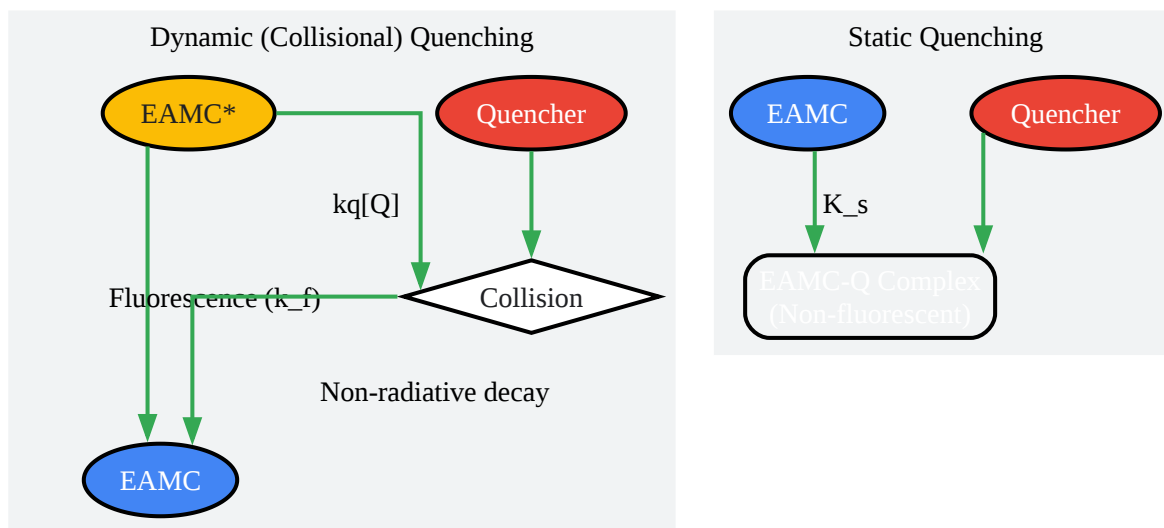 Dynamic (Collisional) Quenching
EAMC*
Quencher
kq[Q]
Fluorescence (k_f)
Collision
Non-radiative decay
EAMC
Static Quenching
EAMC
Quencher
K_s
EAMC-Q Complex
(Non-fluorescent)